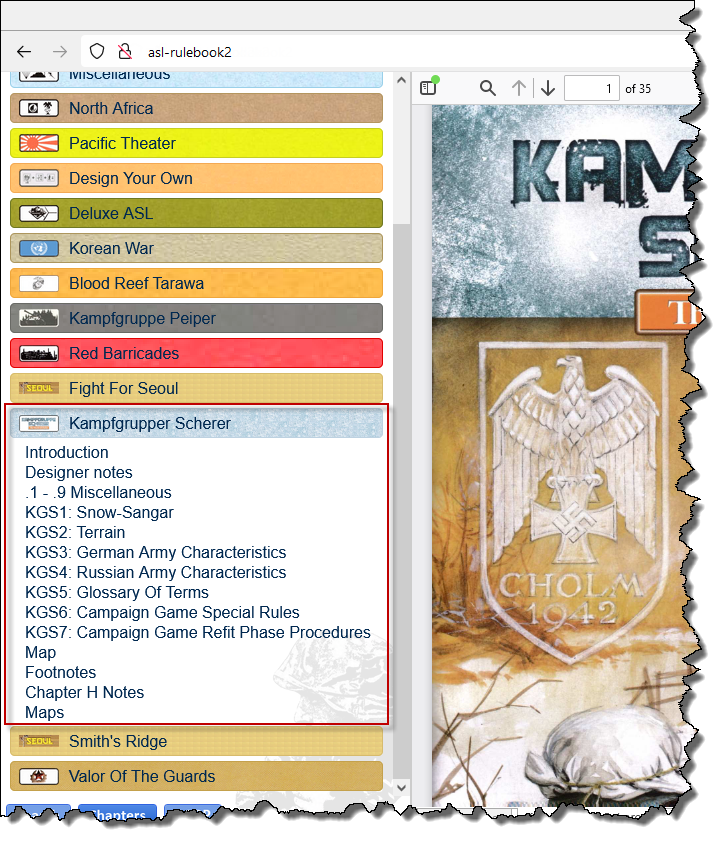 asl-rulebook2
Miscellaneous
North Africa
Pacific Theater
Design Your Own
Deluxe ASL
Korean War
Blood Reef Tarawa
Kampfgruppe Peiper
Red Barricades
SEOUL Fight For Seoul
Kampfgrupper Scherer
Introduction
Designer notes
.1 - .9 Miscellaneous
KGS1: Snow-Sangar
KGS2: Terrain
KGS3: German Army Characteristics
KGS4: Russian Army Characteristics
KGS5: Glossary Of Terms
KGS6: Campaign Game Special Rules
KGS7: Campaign Game Refit Phase Procedures
Map
Footnotes
Chapter H Notes
Maps
SEOUL Smith's Ridge
Valor Of The Guards
1 of 35
KAM
S
CHOLM
1942